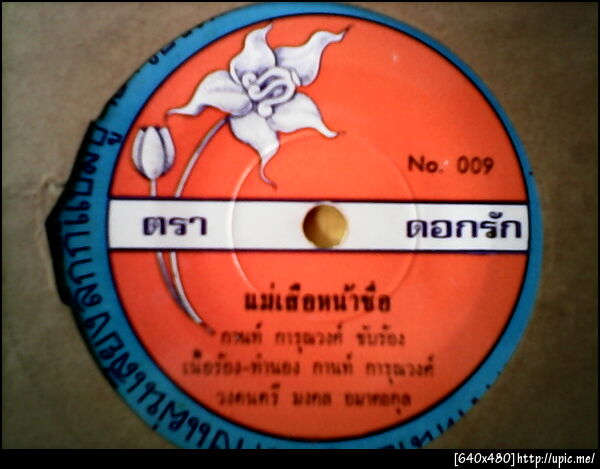 No. 009
ตรา ดอกรัก
แม่เสือหน้าซื่อ
กานท์ การุณวงศ์ ขับร้อง
เนื้อร้อง-ทำนอง กานท์ การุณวงศ์
วงดนตรี มงคล อมาตยกุล
[640x480]http://upic.me/